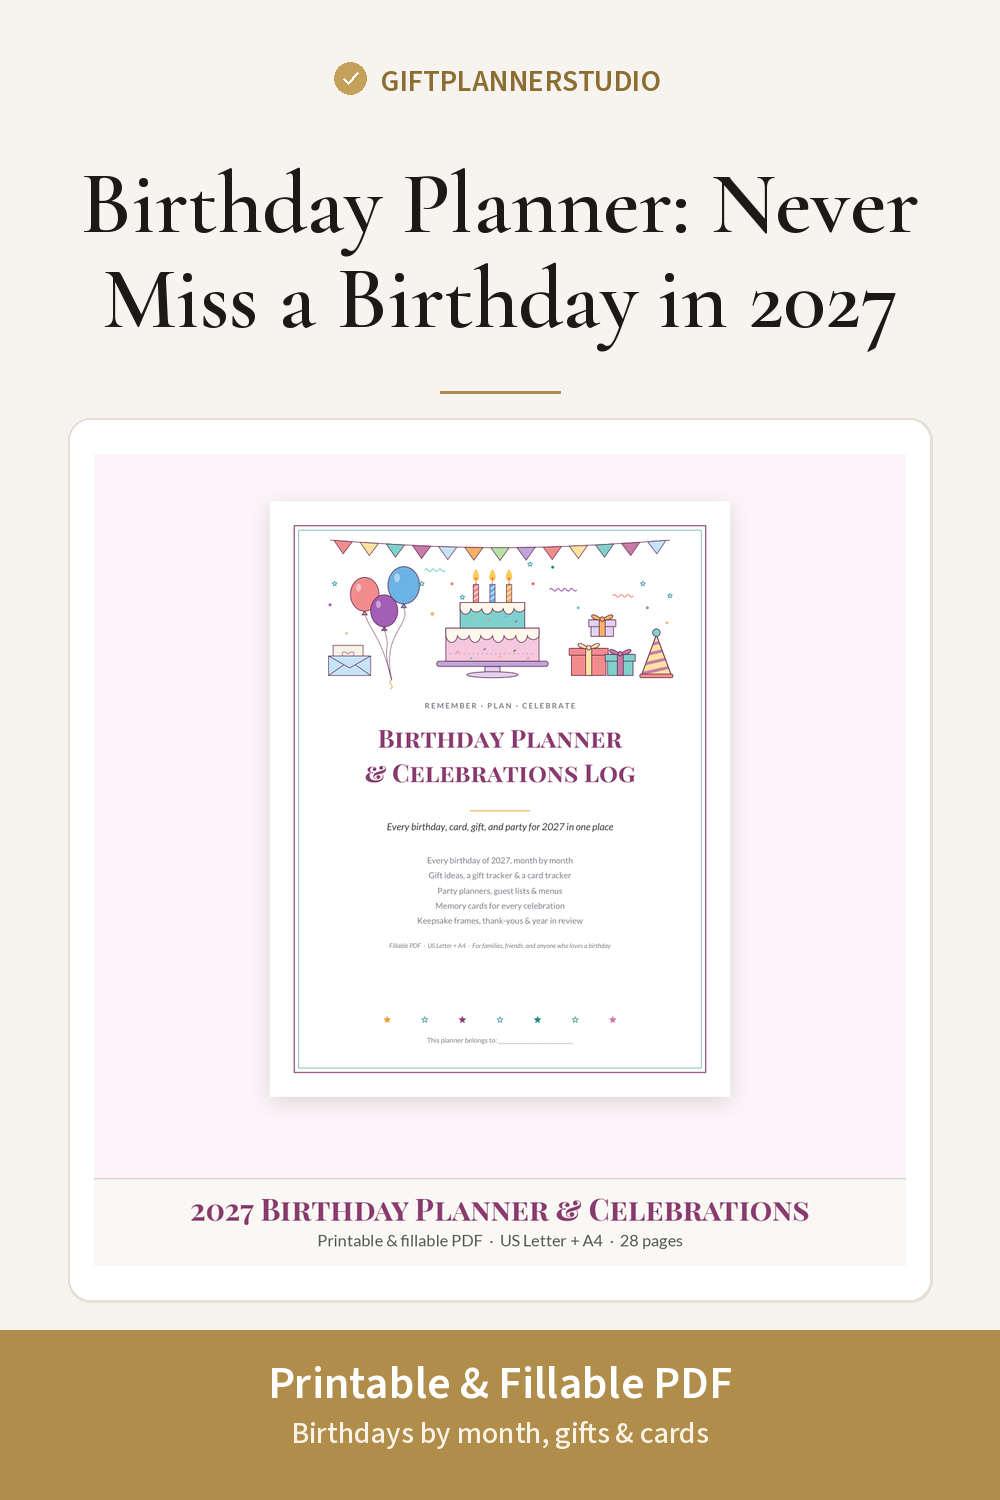 GIFTPLANNERSTUDIO
Birthday Planner: Never
Miss a Birthday in 2027
REMEMBER · PLAN · CELEBRATE
Birthday Planner
& Celebrations Log
Every birthday, card, gift, and party for 2027 in one place
Every birthday of 2027, month by month
Gift ideas, a gift tracker & a card tracker
Party planners, guest lists & menus
Memory cards for every celebration
Keepsake frames, thank-yous & year in review
Fillable PDF · US Letter + A4 · For families, friends, and anyone who loves a birthday
This planner belongs to: ____________________
2027 Birthday Planner & Celebrations
Printable & fillable PDF · US Letter + A4 · 28 pages
Printable & Fillable PDF
Birthdays by month, gifts & cards